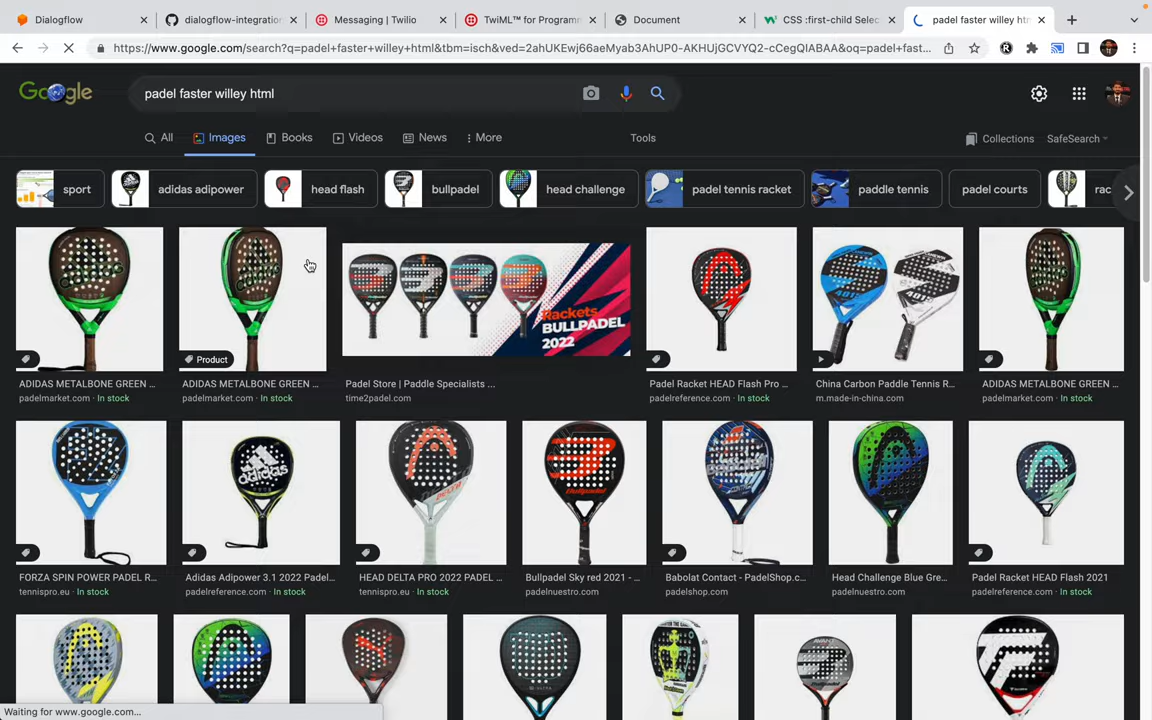 Dialogflow
dialogflow-integration
Messaging | Twilio
TwiML™ for Programm
Document
CSS :first-child Selec
padel faster willey htm
https://www.google.com/search?q=padel+faster+willey+html&tbm=isch&ved=2ahUKEwj66aeMyab3AhUP0-AKHUjGCVYQ2-cCegQIABAA&oq=padel+fast...
Google
padel faster willey html
All
Images
Books
Videos
News
More
Tools
Collections
SafeSearch
sport
adidas adipower
head flash
bullpadel
head challenge
padel tennis racket
paddle tennis
padel courts
rac
Rackets
BULLPADEL
2022
Product
ADIDAS METALBONE GREEN ...
padelmarket.com · In stock
ADIDAS METALBONE GREEN ...
padelmarket.com · In stock
Padel Store | Paddle Specialists ...
time2padel.com
Padel Racket HEAD Flash Pro ...
padelreference.com · In stock
China Carbon Paddle Tennis R...
m.made-in-china.com
ADIDAS METALBONE GREEN ...
padelmarket.com · In stock
adidas
FORZA SPIN POWER PADEL R...
tennispro.eu · In stock
Adidas Adipower 3.1 2022 Padel...
padelreference.com · In stock
HEAD DELTA PRO 2022 PADEL ...
tennispro.eu · In stock
Bullpadel Sky red 2021 - ...
padelnuestro.com
Babolat Contact - PadelShop.c...
padelshop.com
Head Challenge Blue Gre...
padelnuestro.com
Padel Racket HEAD Flash 2021
padelreference.com · In stock
Waiting for www.google.com...